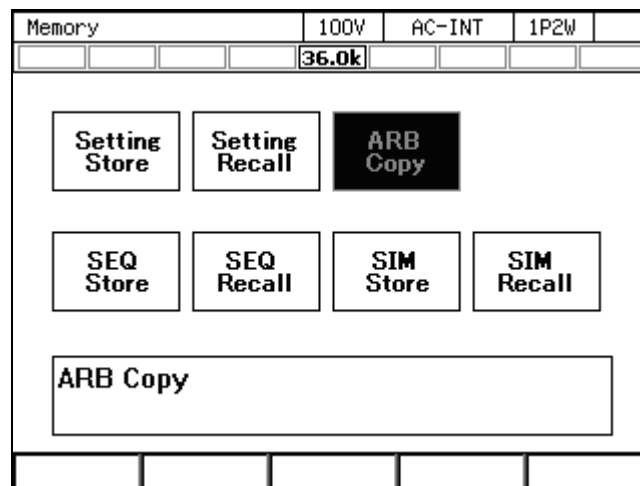 Memory 100V AC-INT 1P2W
36.0k
Setting Setting ARB
Store Recall Copy
SEQ SEQ SIM SIM
Store Recall Store Recall
ARB Copy